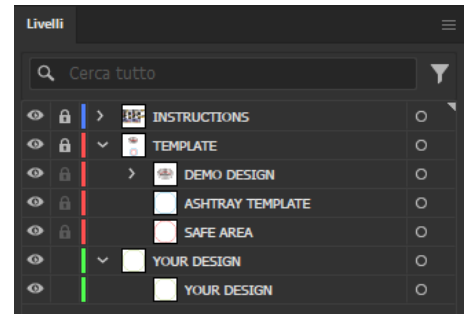 Livelli
Cerca tutto
INSTRUCTIONS
TEMPLATE
DEMO DESIGN
ASHTRAY TEMPLATE
SAFE AREA
YOUR DESIGN
YOUR DESIGN